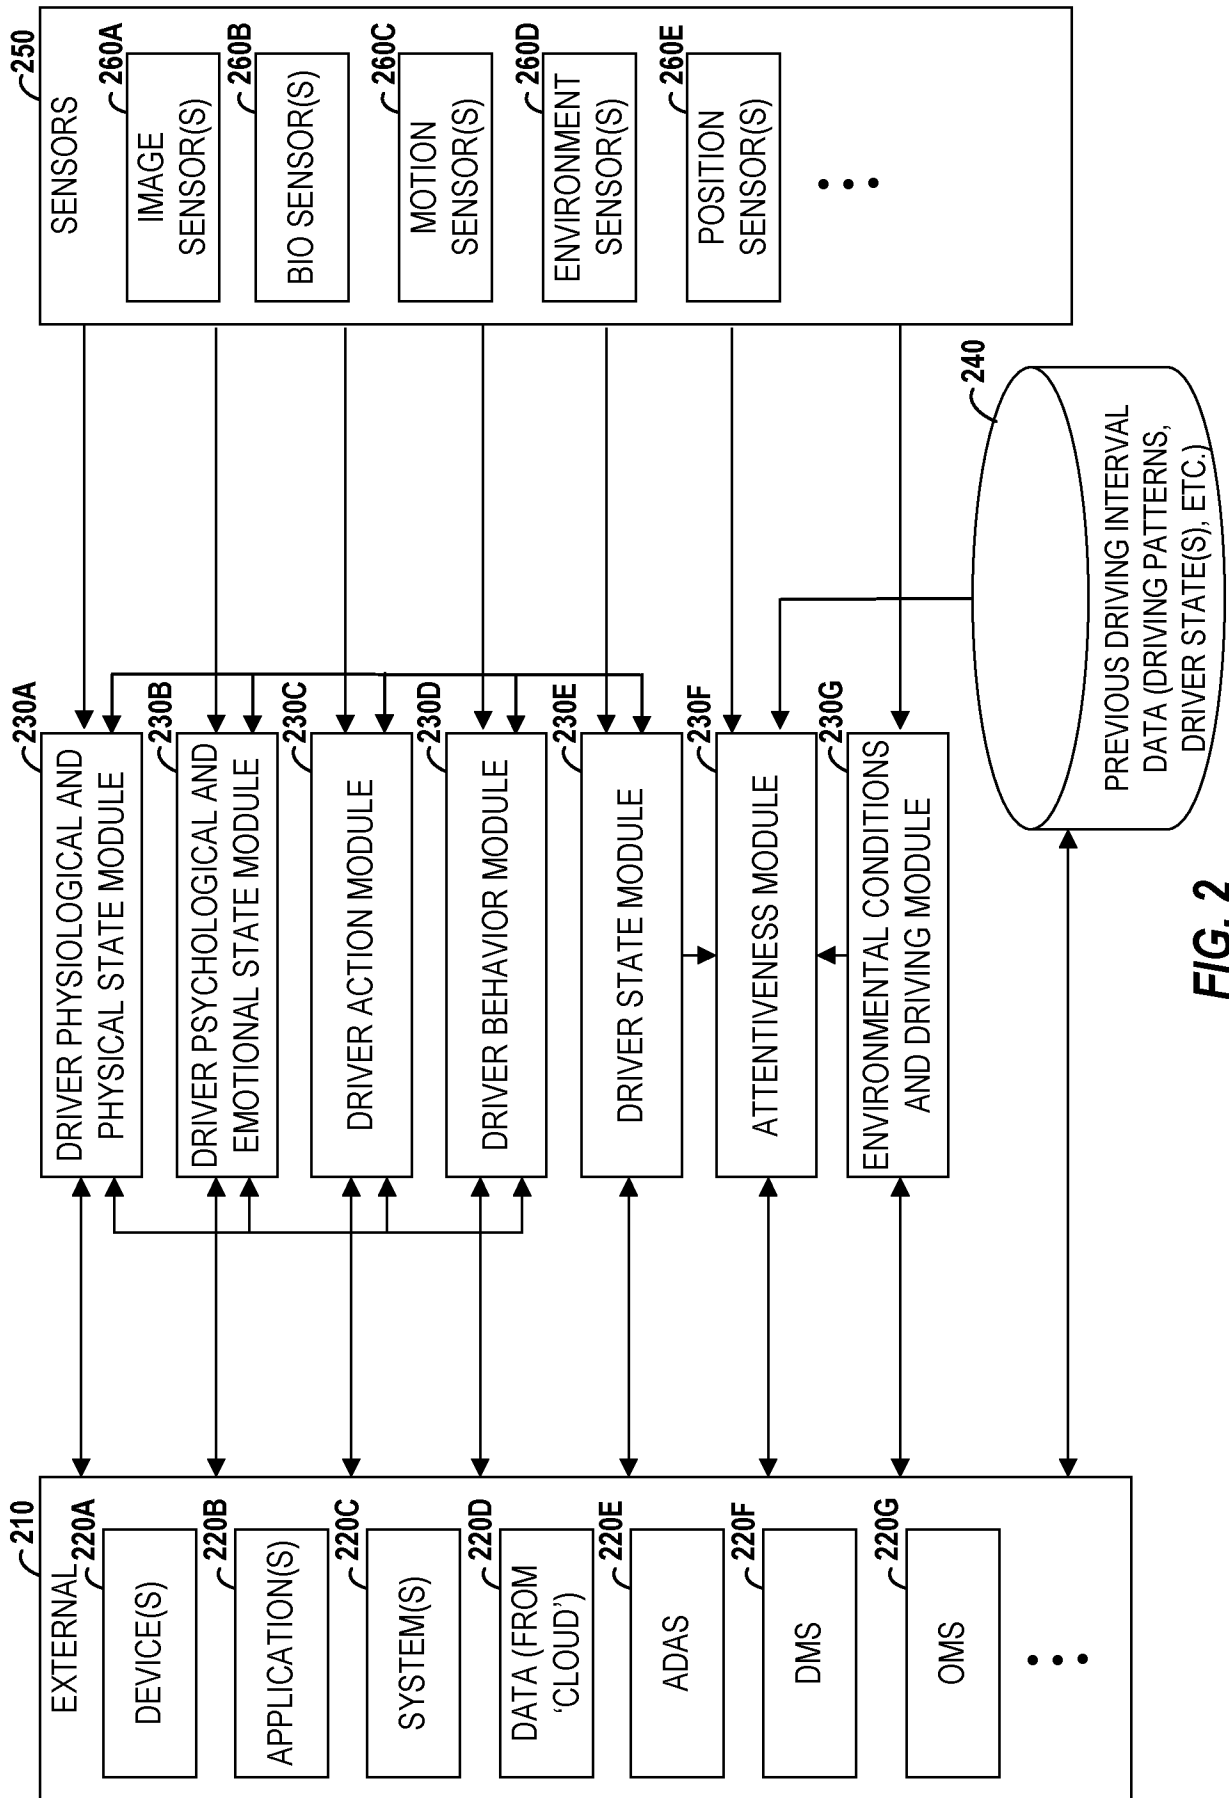 EXTERNAL
210
220A
DEVICE(S)
220B
APPLICATION(S)
220C
SYSTEM(S)
220D
DATA (FROM
‘CLOUD’)
220E
ADAS
220F
DMS
220G
OMS
230A
DRIVER PHYSIOLOGICAL AND
PHYSICAL STATE MODULE
230B
DRIVER PSYCHOLOGICAL AND
EMOTIONAL STATE MODULE
230C
DRIVER ACTION MODULE
230D
DRIVER BEHAVIOR MODULE
230E
DRIVER STATE MODULE
230F
ATTENTIVENESS MODULE
230G
ENVIRONMENTAL CONDITIONS
AND DRIVING MODULE
240
PREVIOUS DRIVING INTERVAL
DATA (DRIVING PATTERNS,
DRIVER STATE(S), ETC.)
SENSORS
250
260A
IMAGE
SENSOR(S)
260B
BIO SENSOR(S)
260C
MOTION
SENSOR(S)
260D
ENVIRONMENT
SENSOR(S)
260E
POSITION
SENSOR(S)
FIG. 2